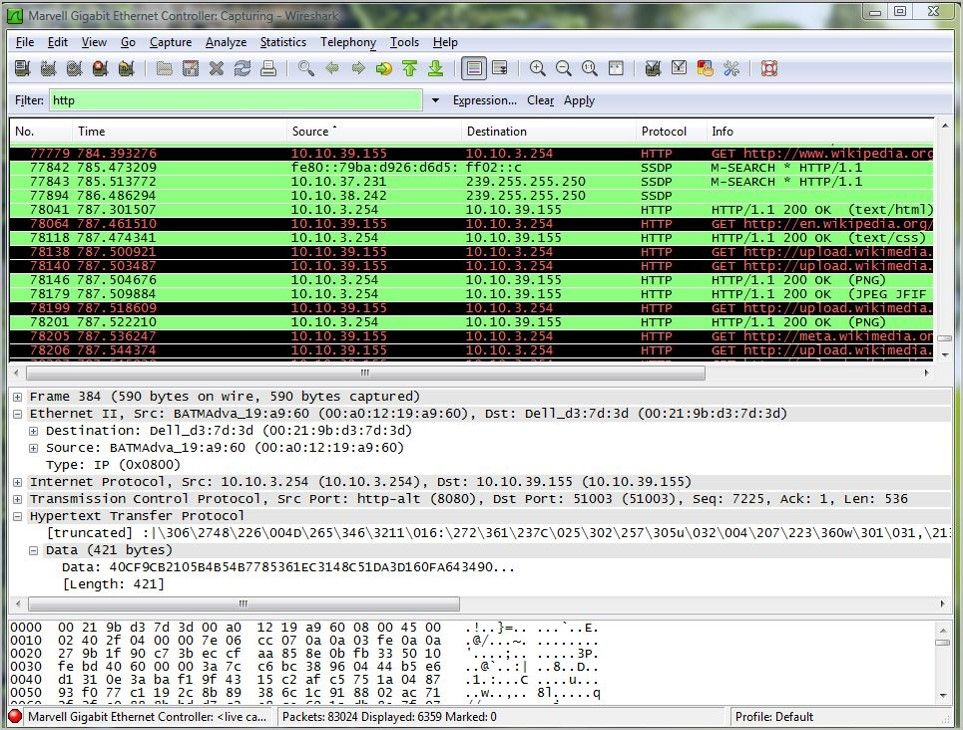 Marvell Gigabit Ethernet Controller: Capturing - Wireshark
File Edit View Go Capture Analyze Statistics Telephony Tools Help
Filter: http Expression... Clear Apply
No. Time Source Destination Protocol Info
77779 784.393276 10.10.39.155 10.10.3.254 HTTP GET http://www.wikipedia.org
77842 785.473209 fe80::79ba:d926:d6d5: ff02::c SSDP M-SEARCH * HTTP/1.1
77843 785.513772 10.10.37.231 239.255.255.250 SSDP M-SEARCH * HTTP/1.1
77894 786.486294 10.10.38.242 239.255.255.250 SSDP
78041 787.301507 10.10.3.254 10.10.39.155 HTTP HTTP/1.1 200 OK (text/html)
78064 787.461510 10.10.39.155 10.10.3.254 HTTP GET http://en.wikipedia.org/
78118 787.474341 10.10.3.254 10.10.39.155 HTTP HTTP/1.1 200 OK (text/css)
78138 787.500921 10.10.39.155 10.10.3.254 HTTP GET http://upload.wikimedia.
78140 787.503487 10.10.39.155 10.10.3.254 HTTP GET http://upload.wikimedia.
78146 787.504676 10.10.3.254 10.10.39.155 HTTP HTTP/1.1 200 OK (PNG)
78179 787.509884 10.10.3.254 10.10.39.155 HTTP HTTP/1.1 200 OK (JPEG JFIF
78199 787.518609 10.10.39.155 10.10.3.254 HTTP GET http://upload.wikimedia.
78201 787.522210 10.10.3.254 10.10.39.155 HTTP HTTP/1.1 200 OK (PNG)
78205 787.536247 10.10.39.155 10.10.3.254 HTTP GET http://meta.wikimedia.or
78206 787.544374 10.10.39.155 10.10.3.254 HTTP GET http://upload.wikimedia.
Frame 384 (590 bytes on wire, 590 bytes captured)
Ethernet II, Src: BATMAdva_19:a9:60 (00:a0:12:19:a9:60), Dst: Dell_d3:7d:3d (00:21:9b:d3:7d:3d)
Destination: Dell_d3:7d:3d (00:21:9b:d3:7d:3d)
Source: BATMAdva_19:a9:60 (00:a0:12:19:a9:60)
Type: IP (0x0800)
Internet Protocol, Src: 10.10.3.254 (10.10.3.254), Dst: 10.10.39.155 (10.10.39.155)
Transmission Control Protocol, Src Port: http-alt (8080), Dst Port: 51003 (51003), Seq: 7225, Ack: 1, Len: 536
Hypertext Transfer Protocol
[truncated] :|\306\2748\226\004D\265\346\3211\016:\272\361\237c\025\302\257\305u\032\004\207\223\360w\301\031,\213
Data (421 bytes)
Data: 40CF9CB2105B4B54B7785361EC3148C51DA3D160FA643490...
[Length: 421]
0000 00 21 9b d3 7d 3d 00 a0 12 19 a9 60 08 00 45 00 .!..}=.. ...`..E.
0010 02 40 2f 04 00 00 7e 06 cc 07 0a 0a 03 fe 0a 0a .@/...~. ........
0020 27 9b 1f 90 c7 3b ec cf aa 85 8e 0b fb 33 50 10 '....;.. .....3P.
0030 fe bd 40 60 00 00 3a 7c c6 bc 38 96 04 44 b5 e6 ..@`..:| ..8..D..
0040 d1 31 0e 3a ba f1 9f 43 15 c2 af c5 75 1a 04 87 .1.:...C ....u...
0050 93 f0 77 c1 19 2c 8b 89 38 6c 1c 91 88 02 ac 71 ..w..,.. 8l.....q
Marvell Gigabit Ethernet Controller: <live ca... Packets: 83024 Displayed: 6359 Marked: 0 Profile: Default